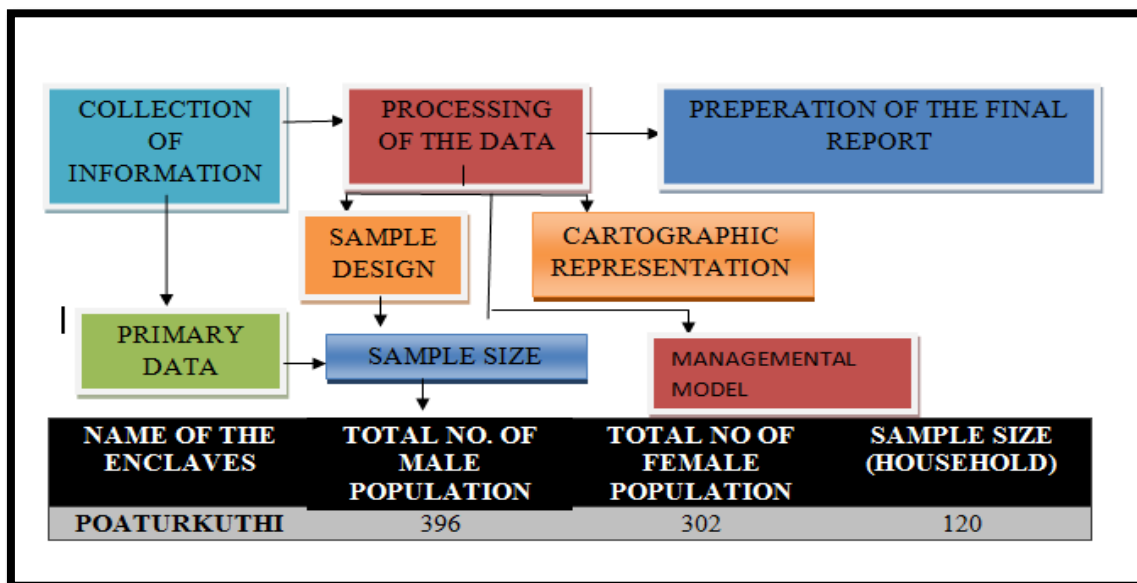 COLLECTION
OF
INFORMATION
PROCESSING
OF THE DATA
PREPERATION OF THE FINAL
REPORT
SAMPLE
DESIGN
CARTOGRAPHIC
REPRESENTATION
PRIMARY
DATA
SAMPLE SIZE
MANAGEMENTAL
MODEL
NAME OF THE
ENCLAVES
TOTAL NO. OF
MALE
POPULATION
TOTAL NO OF
FEMALE
POPULATION
SAMPLE SIZE
(HOUSEHOLD)
POATURKUTHI 396 302 120